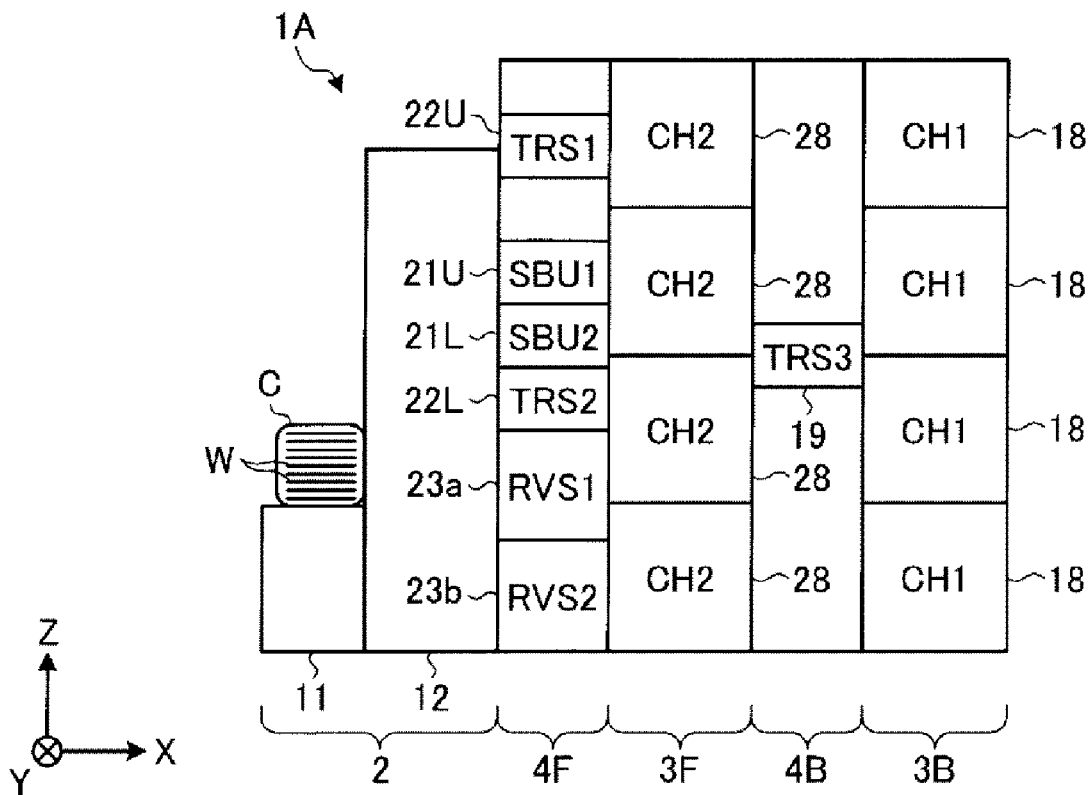 1A
22U TRS1 CH2 28 CH1 18
21U SBU1 CH2 28 CH1 18
21L SBU2
TRS3
C 22L TRS2 CH2 19 CH1 18
W 23a RVS1 28
23b RVS2 CH2 28 CH1 18
Z
11 12
Y X
2 4F 3F 4B 3B